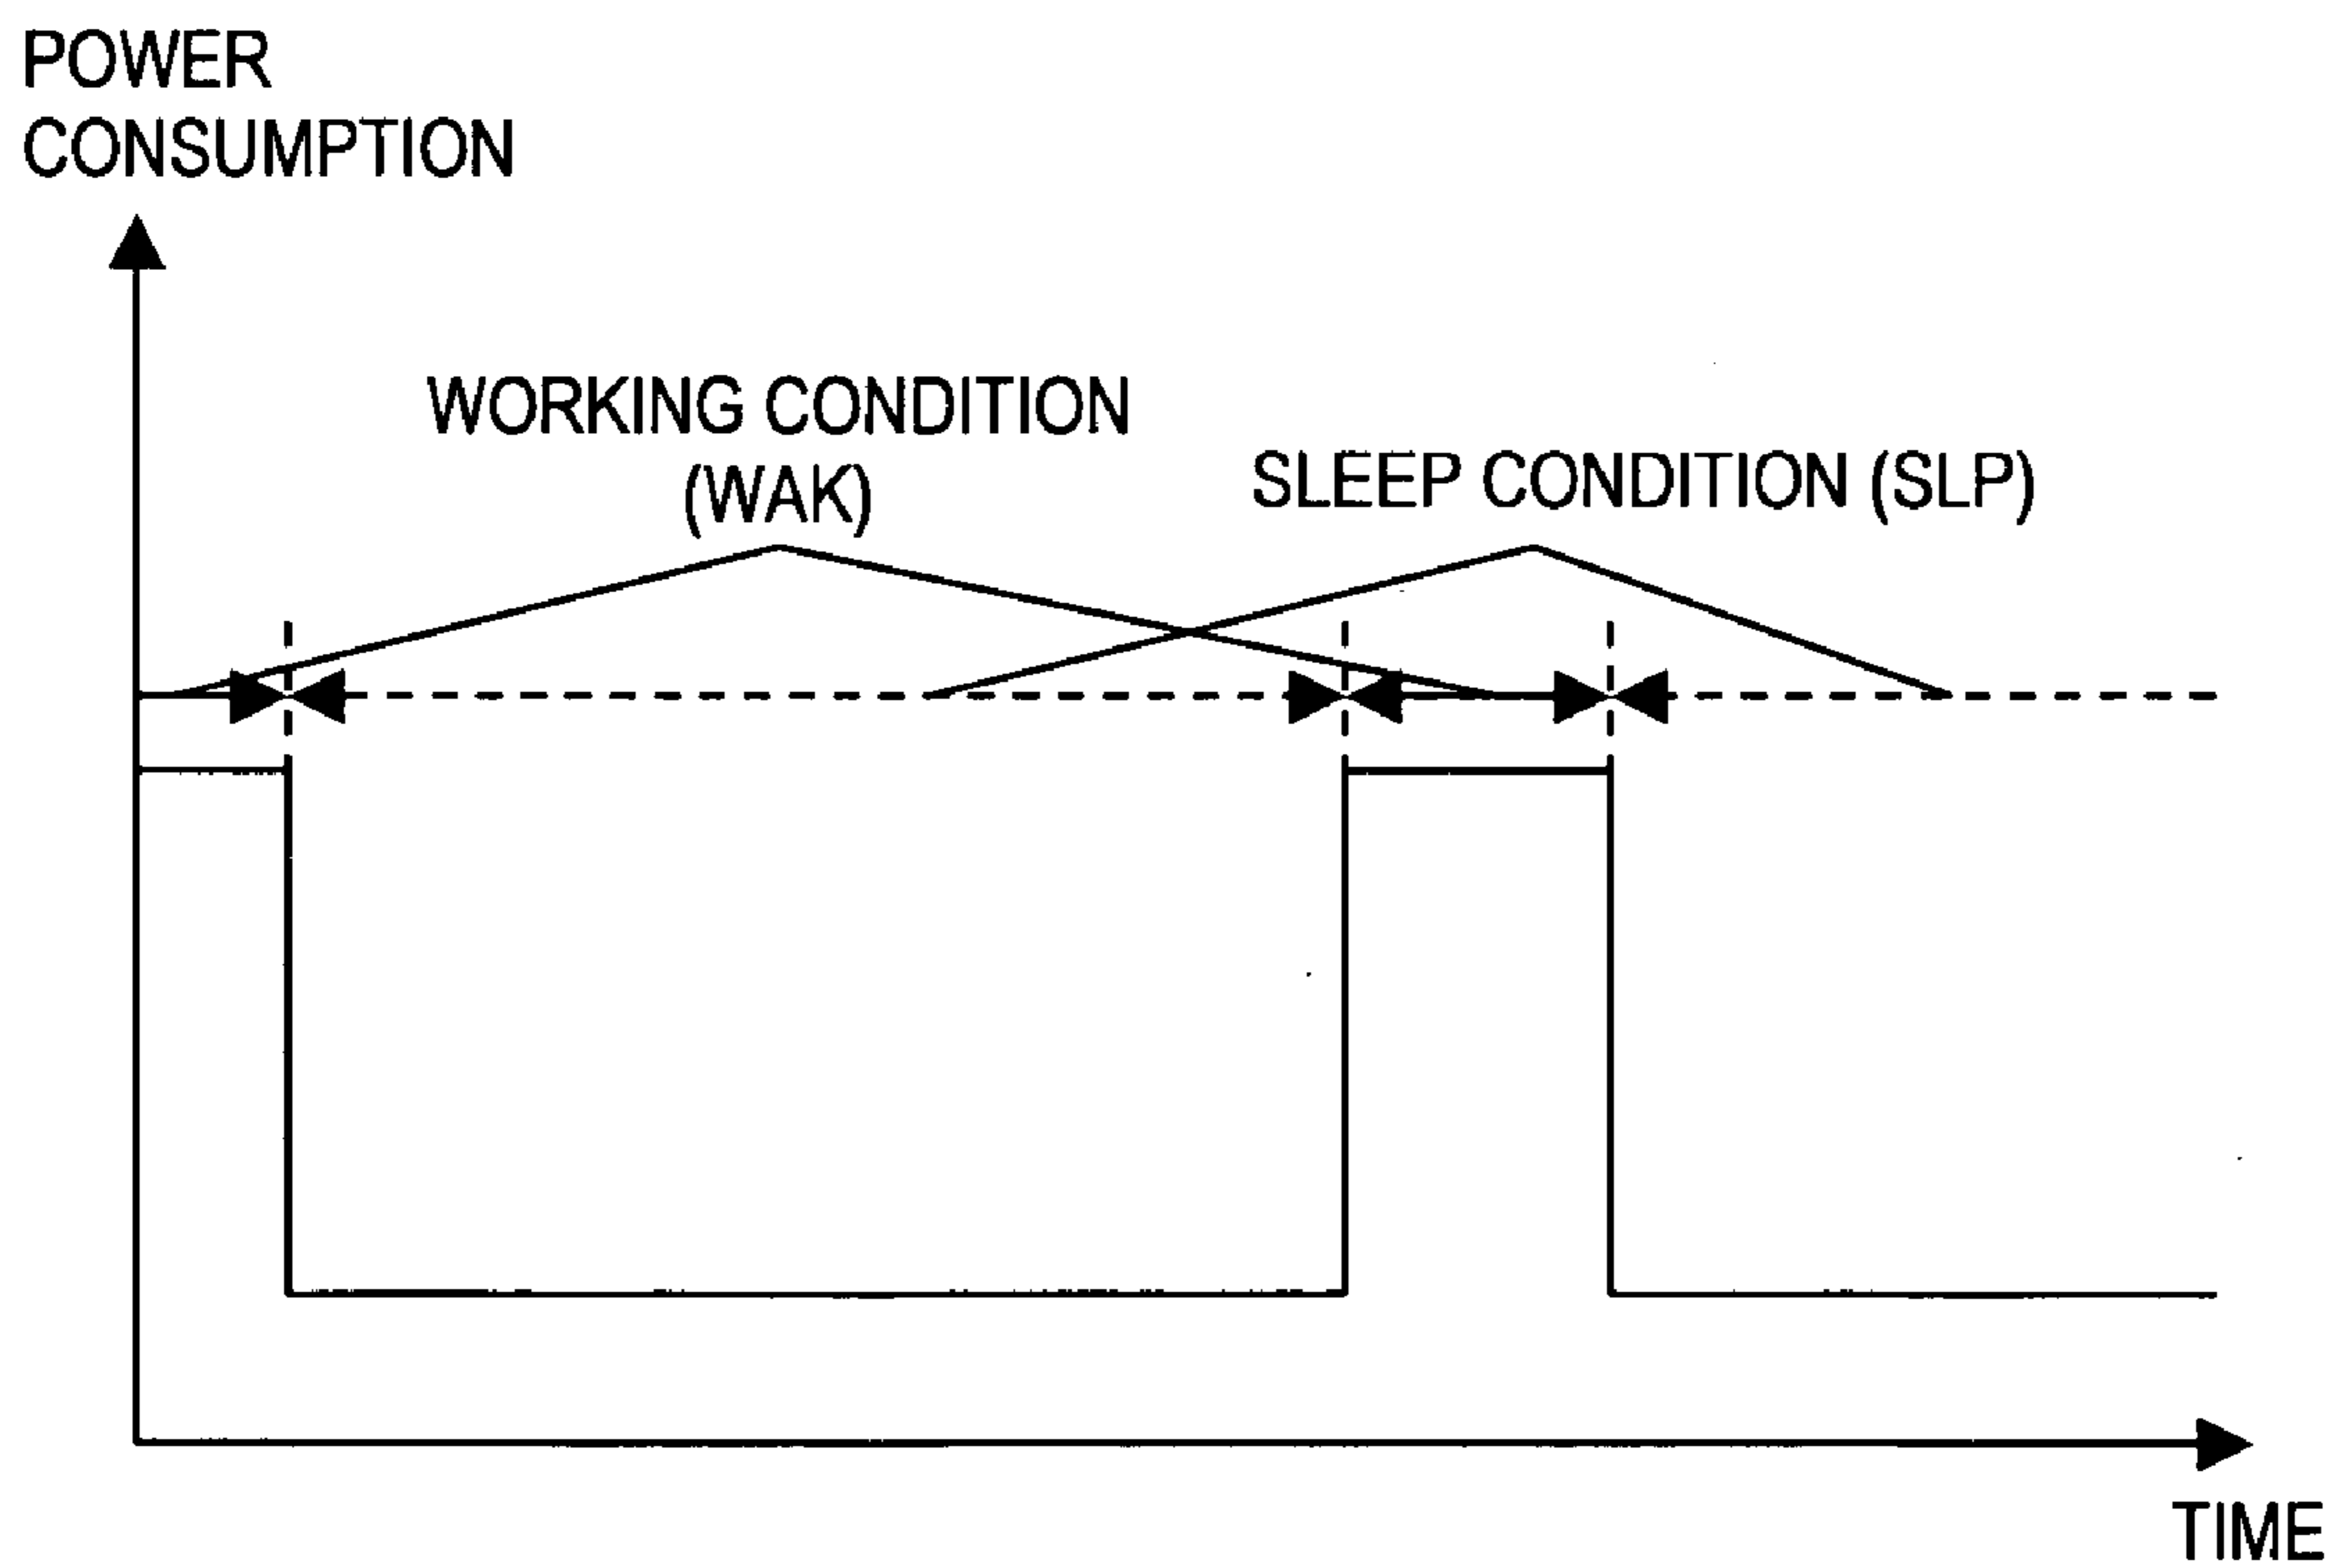 POWER
CONSUMPTION
WORKING CONDITION
(WAK)
SLEEP CONDITION (SLP)
TIME